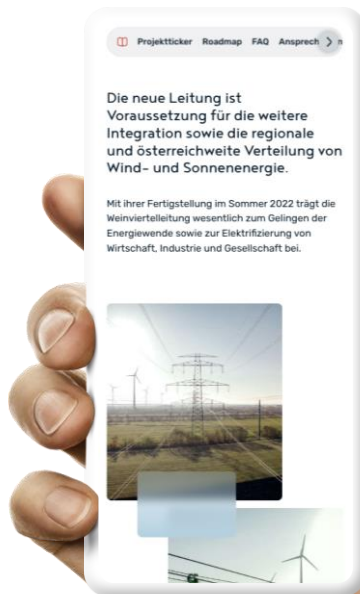 Projektticker Roadmap FAQ Ansprech
Die neue Leitung ist
Voraussetzung für die weitere
Integration sowie die regionale
und österreichweite Verteilung von
Wind- und Sonnenenergie.
Mit ihrer Fertigstellung im Sommer 2022 trägt die
Weinviertelleitung wesentlich zum Gelingen der
Energiewende sowie zur Elektrifizierung von
Wirtschaft, Industrie und Gesellschaft bei.